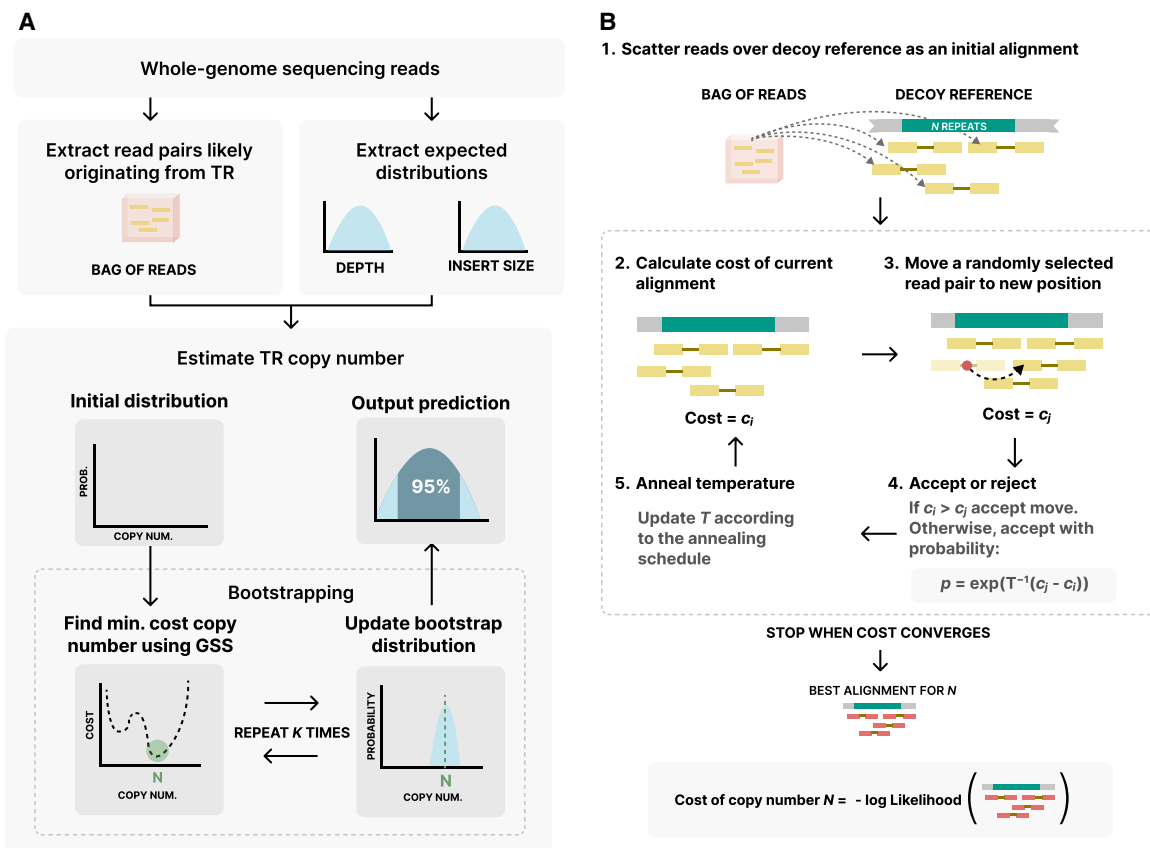 A
Whole-genome sequencing reads
Extract read pairs likely
originating from TR
BAG OF READS
Extract expected
distributions
DEPTH
INSERT SIZE
Estimate TR copy number
Initial distribution
PROB.
COPY NUM.
Output prediction
95%
Bootstrapping
Find min. cost copy
number using GSS
COST
N
COPY NUM.
REPEAT K TIMES
Update bootstrap
distribution
PROBABILITY
N
COPY NUM.
B
1. Scatter reads over decoy reference as an initial alignment
BAG OF READS
DECOY REFERENCE
N REPEATS
2. Calculate cost of current
alignment
Cost = ci
3. Move a randomly selected
read pair to new position
Cost = cj
4. Accept or reject
If ci > cj accept move.
Otherwise, accept with
probability:
p = exp(T⁻¹(cj - ci))
5. Anneal temperature
Update T according
to the annealing
schedule
STOP WHEN COST CONVERGES
BEST ALIGNMENT FOR N
Cost of copy number N = - log Likelihood ( )